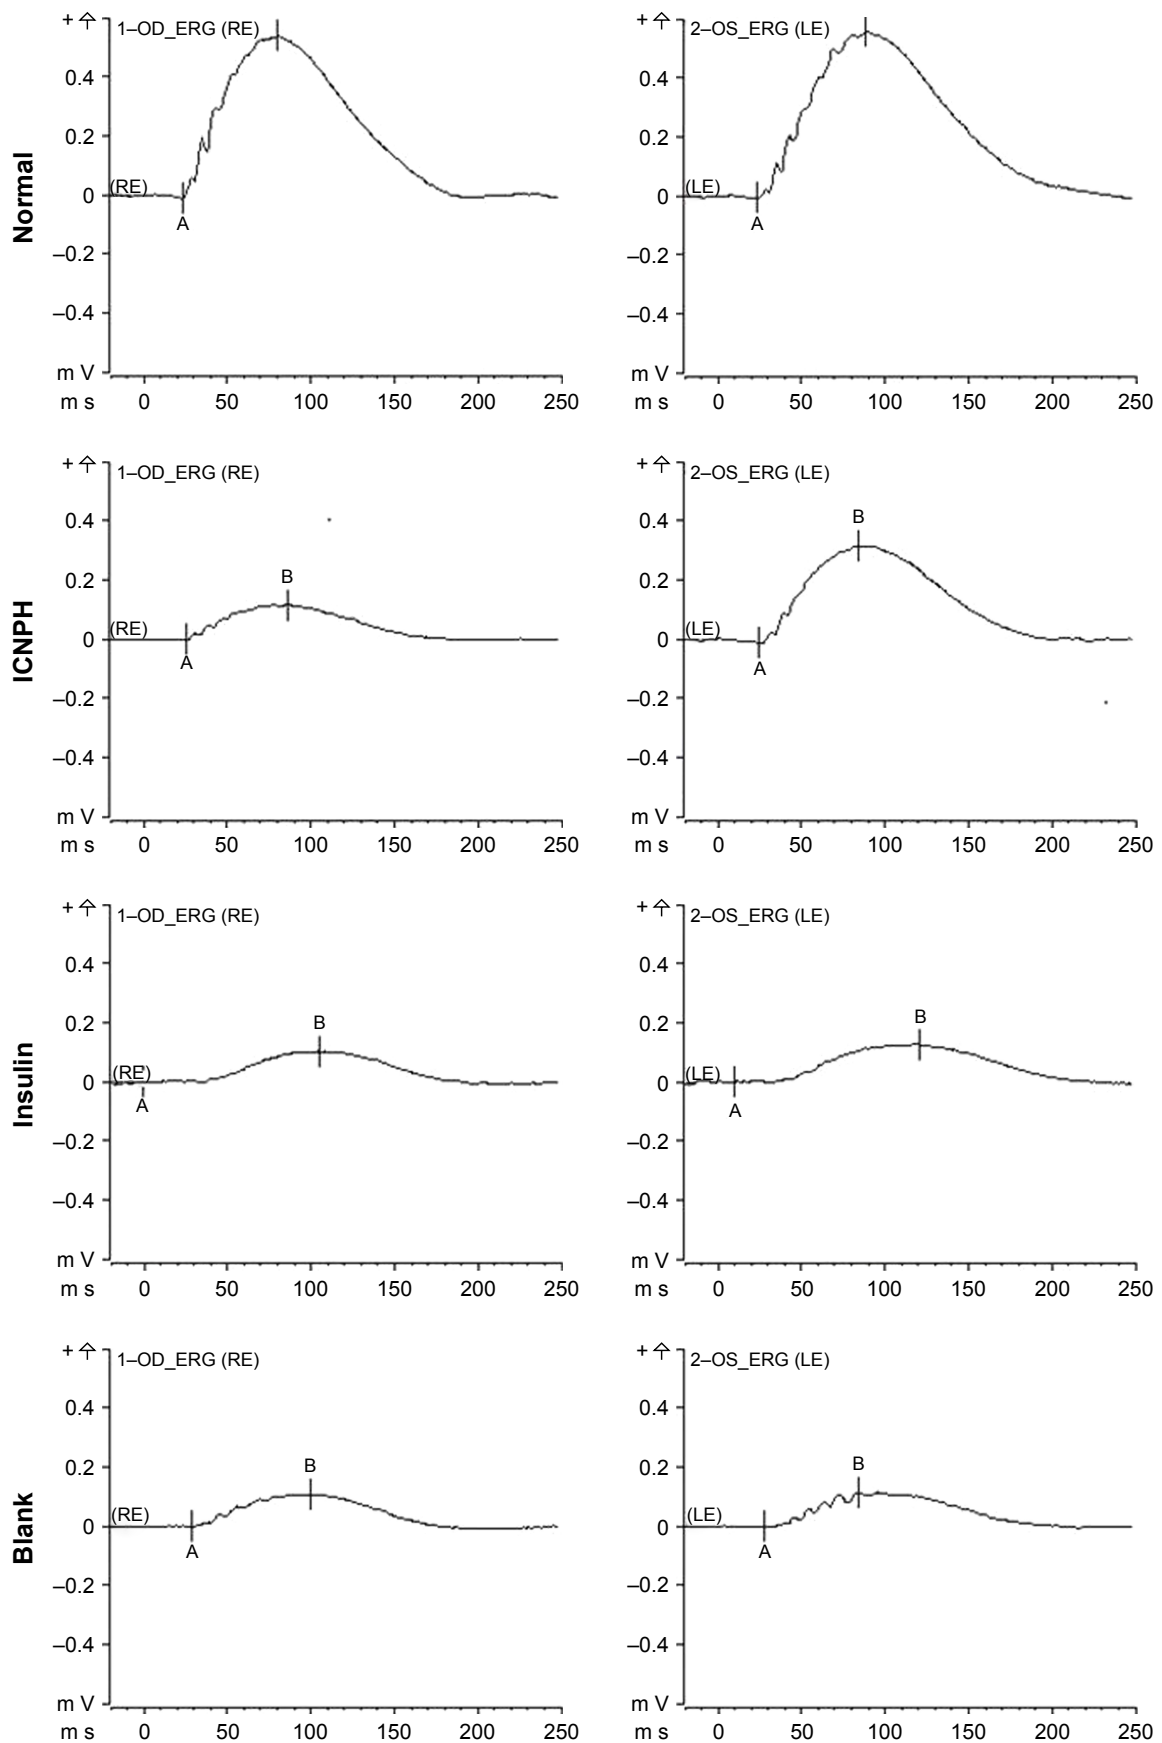 Normal
+
1–OD_ERG (RE)
0.4
0.2
0
–0.2
–0.4
m V
m s
(RE)
A
0 50 100 150 200 250
+
2–OS_ERG (LE)
0.4
0.2
0
–0.2
–0.4
m V
m s
(LE)
A
0 50 100 150 200 250
ICNPH
+
1–OD_ERG (RE)
0.4
0.2
0
–0.2
–0.4
m V
m s
B
(RE)
A
0 50 100 150 200 250
+
2–OS_ERG (LE)
0.4
0.2
0
–0.2
–0.4
m V
m s
B
(LE)
A
0 50 100 150 200 250
Insulin
+
1–OD_ERG (RE)
0.4
0.2
0
–0.2
–0.4
m V
m s
B
(RE)
A
0 50 100 150 200 250
+
2–OS_ERG (LE)
0.4
0.2
0
–0.2
–0.4
m V
m s
B
(LE)
A
0 50 100 150 200 250
Blank
+
1–OD_ERG (RE)
0.4
0.2
0
–0.2
–0.4
m V
m s
B
(RE)
A
0 50 100 150 200 250
+
2–OS_ERG (LE)
0.4
0.2
0
–0.2
–0.4
m V
m s
B
(LE)
A
0 50 100 150 200 250